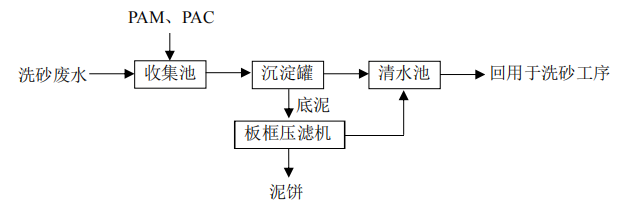 PAM、PAC
洗砂废水
收集池
沉淀罐
清水池
回用于洗砂工序
底泥
板框压滤机
泥饼